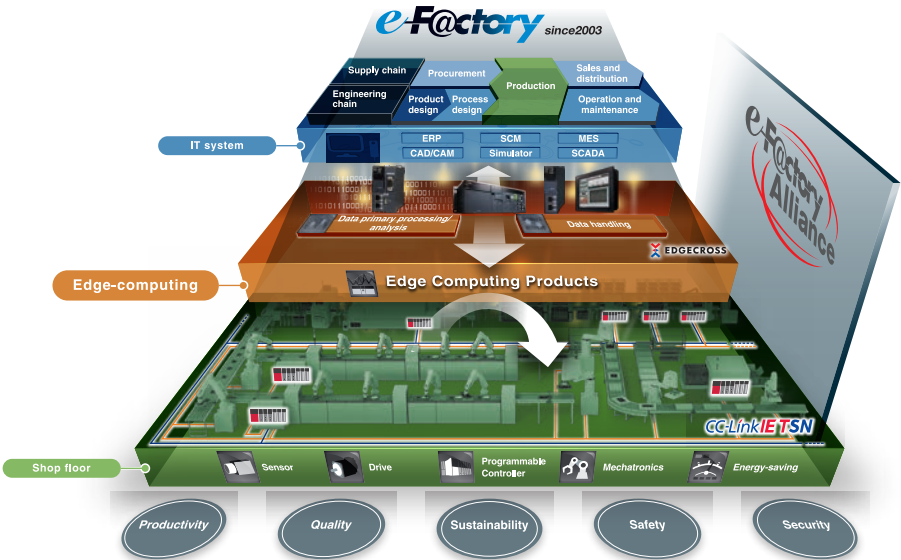 e-F@ctory since2003
Supply chain
Procurement
Production
Sales and
distribution
Engineering
chain
Product
design
Process
design
Operation and
maintenance
IT system
ERP
SCM
MES
CAD/CAM
Simulator
SCADA
e-F@ctory
Alliance
Data primary processing/
analysis
Data handling
EDGECROSS
Edge-computing
Edge Computing Products
CC-Link IE TSN
Shop floor
Sensor
Drive
Programmable
Controller
Mechatronics
Energy-saving
Productivity
Quality
Sustainability
Safety
Security